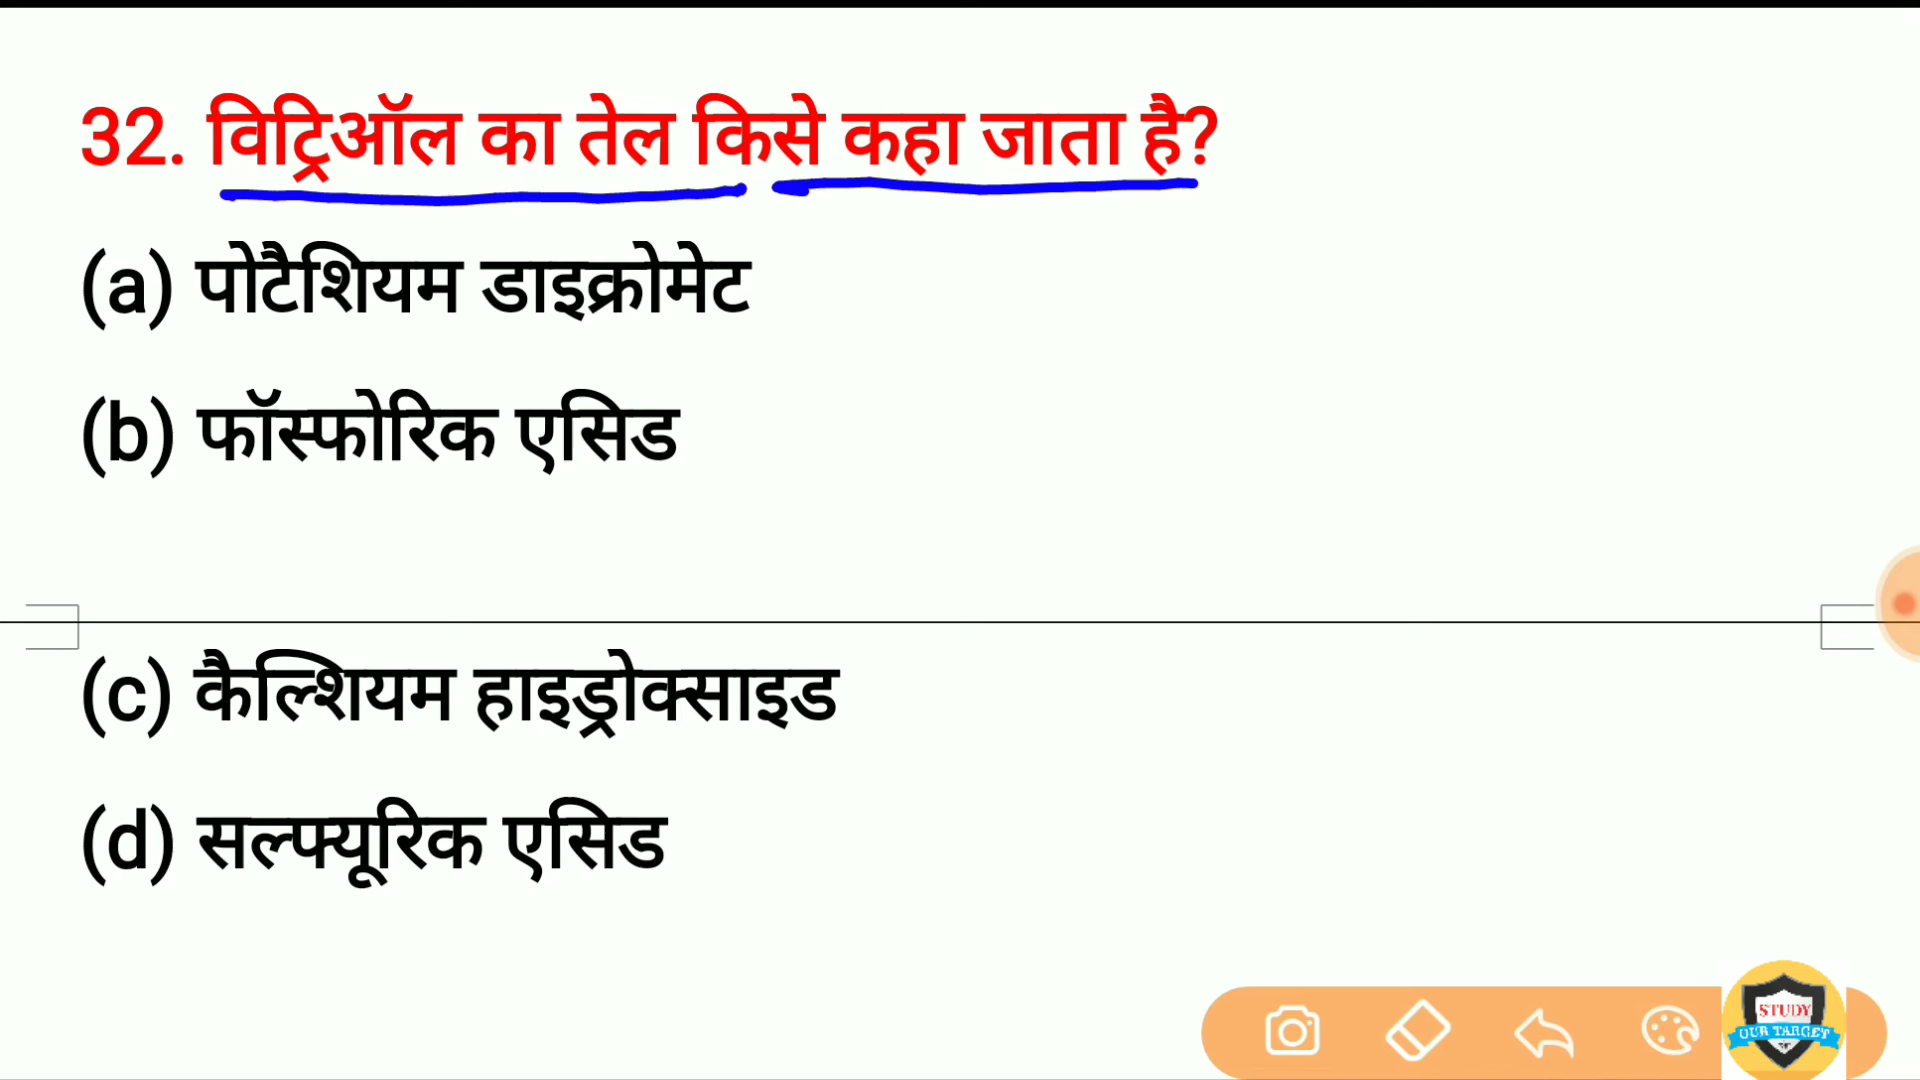 32. विट्रिऑल का तेल किसे कहा जाता है?
(a) पोटैशियम डाइक्रोमेट
(b) फॉस्फोरिक एसिड
(c) कैल्शियम हाइड्रोक्साइड
(d) सल्फ्यूरिक एसिड
STUDY
OUR TARGET